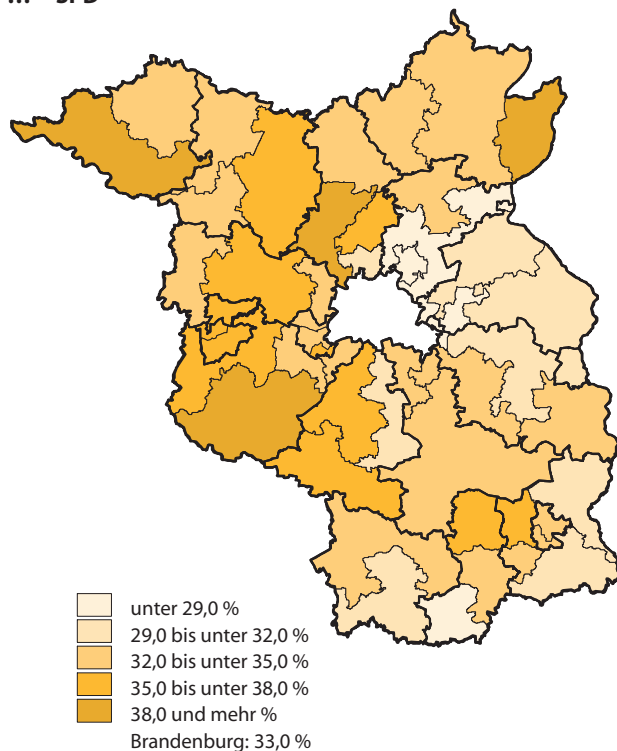 unter 29,0 %
29,0 bis unter 32,0 %
32,0 bis unter 35,0 %
35,0 bis unter 38,0 %
38,0 und mehr %
Brandenburg: 33,0 %